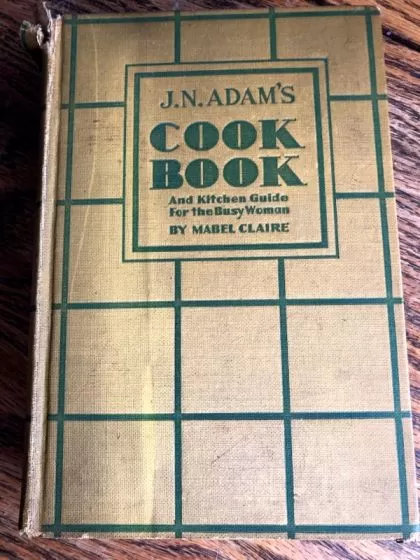 J.N. ADAM'S
COOK
BOOK
And Kitchen Guide
For the Busy Woman
BY MABEL CLAIRE